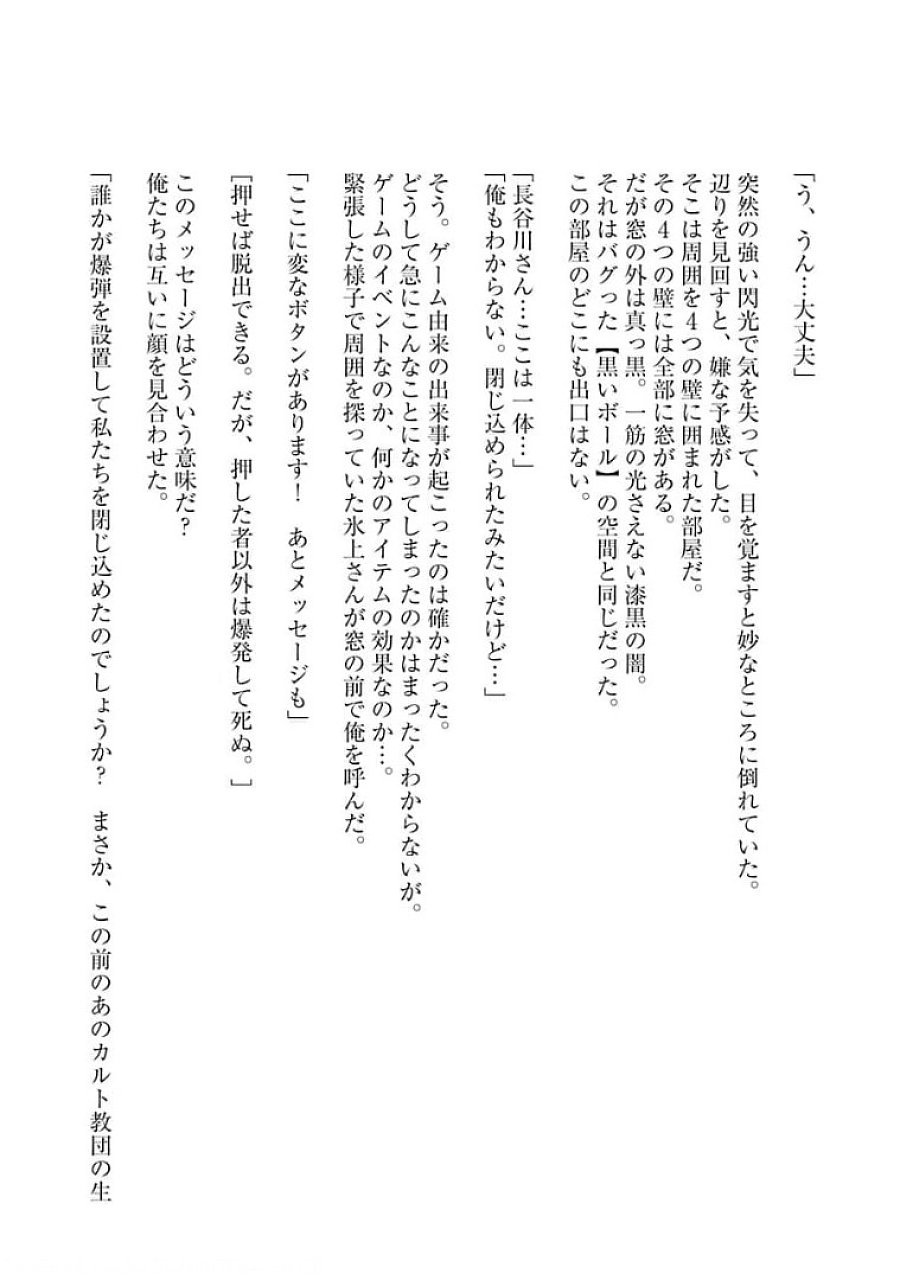 「う、うん…大丈夫」
突然の強い閃光で気を失って、目を覚ますと妙なところに倒れていた。
辺りを見回すと、嫌な予感がした。
そこは周囲を4つの壁に囲まれた部屋だ。
その4つの壁には全部に窓がある。
だが窓の外は真っ黒。一筋の光さえない漆黒の闇。
それはバグった【黒いボール】の空間と同じだった。
この部屋のどこにも出口はない。
「長谷川さん…ここは一体…」
「俺もわからない。閉じ込められたみたいだけど…」
そう。ゲーム由来の出来事が起こったのは確かだった。
どうして急にこんなことになってしまったのかはまったくわからないが。
ゲームのイベントなのか、何かのアイテムの効果なのか…。
緊張した様子で周囲を探っていた氷上さんが窓の前で俺を呼んだ。
「ここに変なボタンがあります！　あとメッセージも」
［押せば脱出できる。だが、押した者以外は爆発して死ぬ。］
このメッセージはどういう意味だ？
俺たちは互いに顔を見合わせた。
「誰かが爆弾を設置して私たちを閉じ込めたのでしょうか？　まさか、この前のあのカルト教団の生